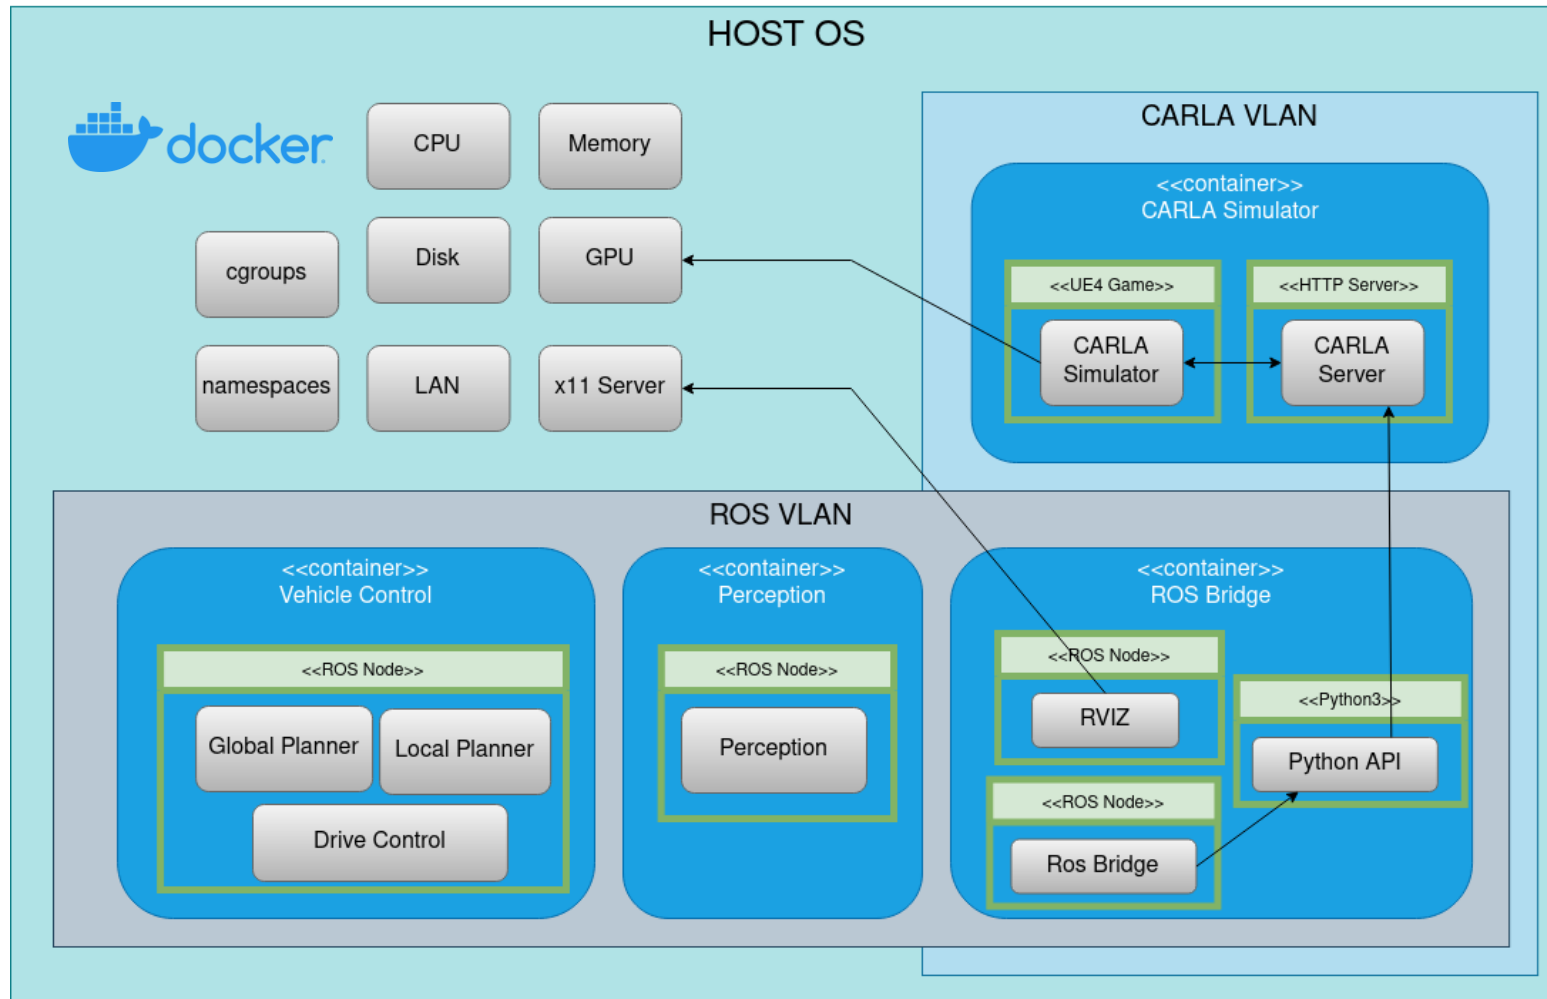 HOST OS
docker
CPU
Memory
cgroups
Disk
GPU
namespaces
LAN
x11 Server
CARLA VLAN
<<container>>
CARLA Simulator
<<UE4 Game>>
CARLA
Simulator
<<HTTP Server>>
CARLA
Server
ROS VLAN
<<container>>
Vehicle Control
<<ROS Node>>
Global Planner
Local Planner
Drive Control
<<container>>
Perception
<<ROS Node>>
Perception
<<container>>
ROS Bridge
<<ROS Node>>
RVIZ
<<Python3>>
Python API
<<ROS Node>>
Ros Bridge